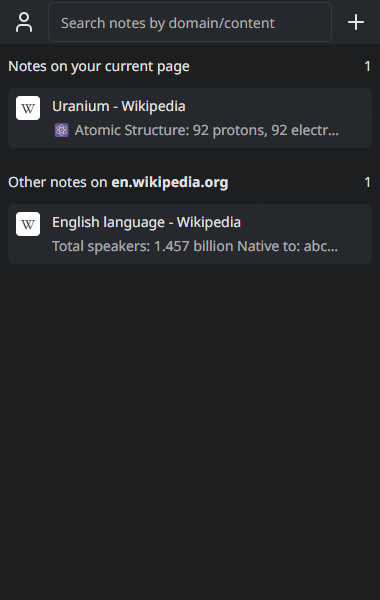 Search notes by domain/content
Notes on your current page 1
W
Uranium - Wikipedia
⚛️ Atomic Structure: 92 protons, 92 electr...
Other notes on en.wikipedia.org 1
W
English language - Wikipedia
Total speakers: 1.457 billion Native to: abc...